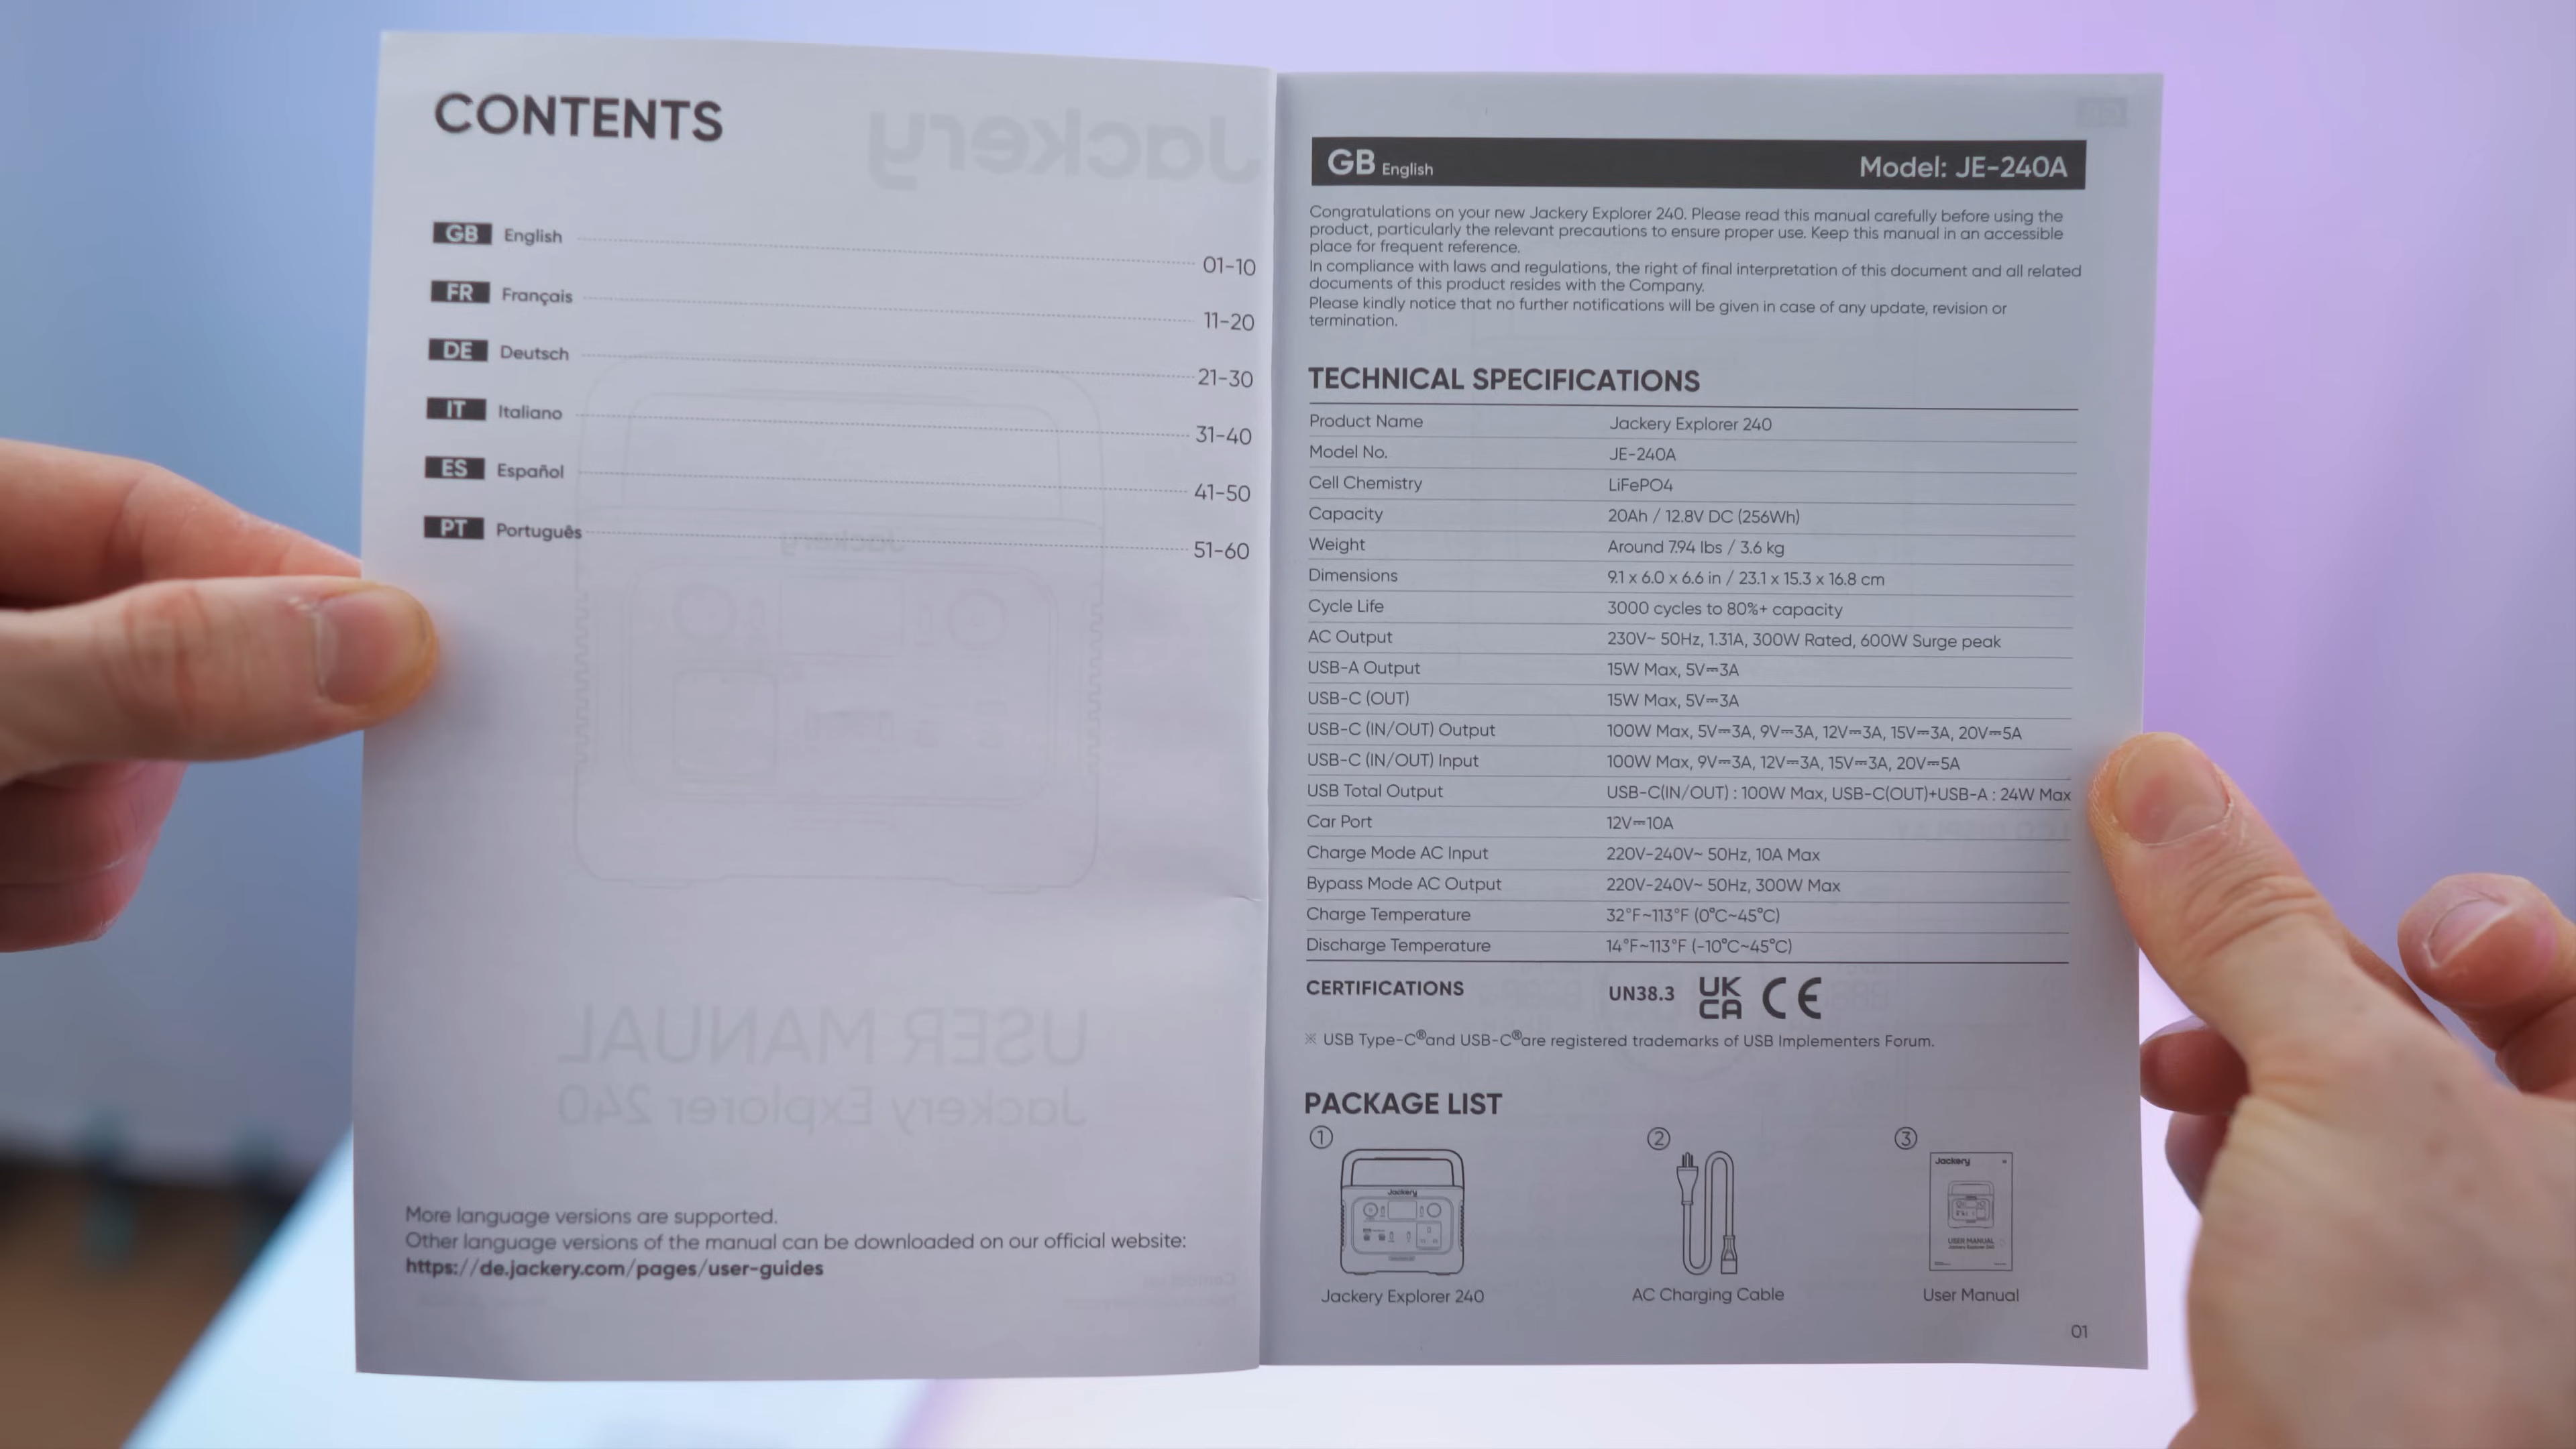 CONTENTS
GB English 01-10
FR Français 11-20
DE Deutsch 21-30
IT Italiano 31-40
ES Español 41-50
PT Português 51-60
More language versions are supported.
Other language versions of the manual can be downloaded on our official website:
https://de.jackery.com/pages/user-guides
GB English Model: JE-240A
Congratulations on your new Jackery Explorer 240. Please read this manual carefully before using the
product, particularly the relevant precautions to ensure proper use. Keep this manual in an accessible
place for frequent reference.
In compliance with laws and regulations, the right of final interpretation of this document and all related
documents of this product resides with the Company.
Please kindly notice that no further notifications will be given in case of any update, revision or
termination.
TECHNICAL SPECIFICATIONS
Product Name Jackery Explorer 240
Model No. JE-240A
Cell Chemistry LiFePO4
Capacity 20Ah / 12.8V DC (256Wh)
Weight Around 7.94 lbs / 3.6 kg
Dimensions 9.1 x 6.0 x 6.6 in / 23.1 x 15.3 x 16.8 cm
Cycle Life 3000 cycles to 80%+ capacity
AC Output 230V~ 50Hz, 1.31A, 300W Rated, 600W Surge peak
USB-A Output 15W Max, 5V⎓3A
USB-C (OUT) 15W Max, 5V⎓3A
USB-C (IN/OUT) Output 100W Max, 5V⎓3A, 9V⎓3A, 12V⎓3A, 15V⎓3A, 20V⎓5A
USB-C (IN/OUT) Input 100W Max, 9V⎓3A, 12V⎓3A, 15V⎓3A, 20V⎓5A
USB Total Output USB-C(IN/OUT) : 100W Max, USB-C(OUT)+USB-A : 24W Max
Car Port 12V⎓10A
Charge Mode AC Input 220V-240V~ 50Hz, 10A Max
Bypass Mode AC Output 220V-240V~ 50Hz, 300W Max
Charge Temperature 32°F~113°F (0°C~45°C)
Discharge Temperature 14°F~113°F (-10°C~45°C)
CERTIFICATIONS UN38.3 UK CA CE
※ USB Type-C®and USB-C®are registered trademarks of USB Implementers Forum.
PACKAGE LIST
① ② ③
Jackery
Jackery
USER MANUAL
Jackery Explorer 240
Jackery Explorer 240 AC Charging Cable User Manual
01